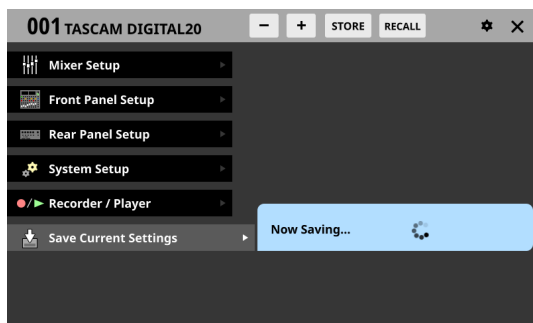 001 TASCAM DIGITAL20 − + STORE RECALL
Mixer Setup
Front Panel Setup
Rear Panel Setup
System Setup
Recorder / Player
Save Current Settings
Now Saving...